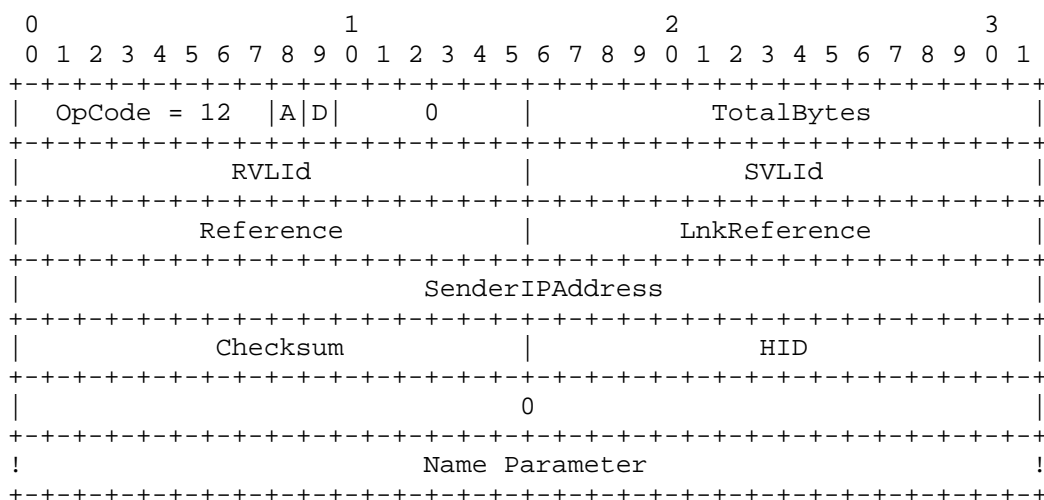 0                   1                   2                   3
 0 1 2 3 4 5 6 7 8 9 0 1 2 3 4 5 6 7 8 9 0 1 2 3 4 5 6 7 8 9 0 1
+-+-+-+-+-+-+-+-+-+-+-+-+-+-+-+-+-+-+-+-+-+-+-+-+-+-+-+-+-+-+-+-+
|  OpCode = 12  |A|D|     0     |           TotalBytes          |
+-+-+-+-+-+-+-+-+-+-+-+-+-+-+-+-+-+-+-+-+-+-+-+-+-+-+-+-+-+-+-+-+
|             RVLId             |             SVLId             |
+-+-+-+-+-+-+-+-+-+-+-+-+-+-+-+-+-+-+-+-+-+-+-+-+-+-+-+-+-+-+-+-+
|           Reference           |         LnkReference          |
+-+-+-+-+-+-+-+-+-+-+-+-+-+-+-+-+-+-+-+-+-+-+-+-+-+-+-+-+-+-+-+-+
|                         SenderIPAddress                       |
+-+-+-+-+-+-+-+-+-+-+-+-+-+-+-+-+-+-+-+-+-+-+-+-+-+-+-+-+-+-+-+-+
|            Checksum           |              HID              |
+-+-+-+-+-+-+-+-+-+-+-+-+-+-+-+-+-+-+-+-+-+-+-+-+-+-+-+-+-+-+-+-+
|                               0                               |
+-+-+-+-+-+-+-+-+-+-+-+-+-+-+-+-+-+-+-+-+-+-+-+-+-+-+-+-+-+-+-+-+
!                         Name Parameter                        !
+-+-+-+-+-+-+-+-+-+-+-+-+-+-+-+-+-+-+-+-+-+-+-+-+-+-+-+-+-+-+-+-+